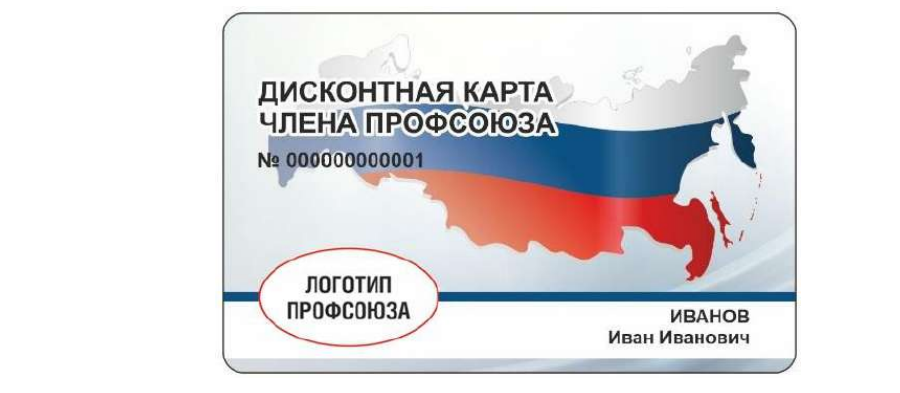 ДИСКОНТНАЯ КАРТА
ЧЛЕНА ПРОФСОЮЗА
№ 000000000001
ЛОГОТИП
ПРОФСОЮЗА
ИВАНОВ
Иван Иванович